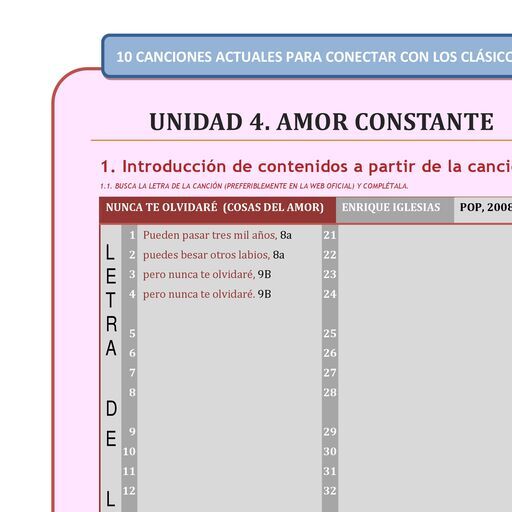 10 CANCIONES ACTUALES PARA CONECTAR CON LOS CLÁSICO
UNIDAD 4. AMOR CONSTANTE
1. Introducción de contenidos a partir de la canci
1.1. BUSCA LA LETRA DE LA CANCIÓN (PREFERIBLEMENTE EN LA WEB OFICIAL) Y COMPLÉTALA.
NUNCA TE OLVIDARÉ (COSAS DEL AMOR) ENRIQUE IGLESIAS POP, 2008
LETRA DE L
1 Pueden pasar tres mil años, 8a 21
2 puedes besar otros labios, 8a 22
3 pero nunca te olvidaré, 9B 23
4 pero nunca te olvidaré. 9B 24
5 25
6 26
7 27
8 28
9 29
10 30
11 31
12 32